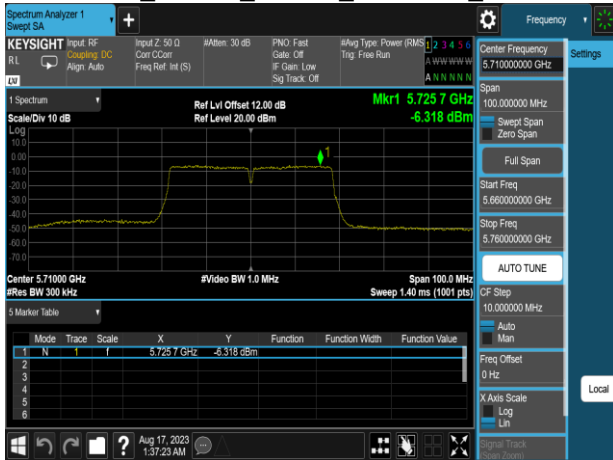 Spectrum Analyzer 1
Swept SA
+
Frequency
KEYSIGHT
Input: RF
Input Z: 50 Ω
#Atten: 30 dB
PNO: Fast
#Avg Type: Power (RMS
1 2 3 4 5 6
RL
Coupling: DC
Corr CCorr
Gate: Off
Trig: Free Run
A WW WW W
Align: Auto
Freq Ref: Int (S)
IF Gain: Low
Sig Track: Off
A N N N N N
LXI
1 Spectrum
Ref Lvl Offset 12.00 dB
Mkr1 5.725 7 GHz
Scale/Div 10 dB
Ref Level 20.00 dBm
-6.318 dBm
Log
10.0
0.00
-10.0
-20.0
-30.0
-40.0
-50.0
-60.0
-70.0
1
Center 5.71000 GHz
#Video BW 1.0 MHz
Span 100.0 MHz
#Res BW 300 kHz
Sweep 1.40 ms (1001 pts)
5 Marker Table
Mode Trace Scale X Y Function Function Width Function Value
1 N 1 f 5.725 7 GHz -6.318 dBm
2
3
4
5
6
Aug 17, 2023
1:37:23 AM
?
Center Frequency
5.710000000 GHz
Settings
Span
100.000000 MHz
Swept Span
Zero Span
Full Span
Start Freq
5.660000000 GHz
Stop Freq
5.760000000 GHz
AUTO TUNE
CF Step
10.000000 MHz
Auto
Man
Freq Offset
0 Hz
X Axis Scale
Log
Lin
Local
Signal Track
(Span Zoom)